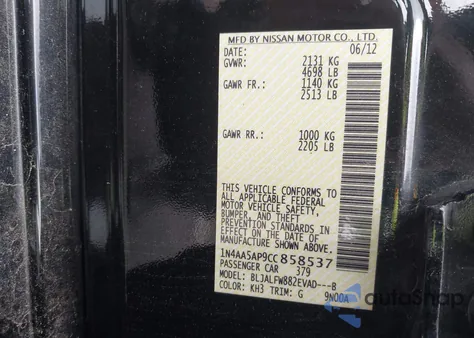 MFD BY NISSAN MOTOR CO., LTD.
DATE: 06/12
GVWR: 2131 KG
4698 LB
GAWR FR.: 1140 KG
2513 LB
GAWR RR.: 1000 KG
2205 LB
THIS VEHICLE CONFORMS TO
ALL APPLICABLE FEDERAL
MOTOR VEHICLE SAFETY,
BUMPER, AND THEFT
PREVENTION STANDARDS IN
EFFECT ON THE DATE OF
MANUFACTURE SHOWN ABOVE.
1N4AA5AP9CC858537
PASSENGER CAR 379
MODEL: BLJALFW882EVAD---B
COLOR: KH3 TRIM: G 9N00A
autoSnap